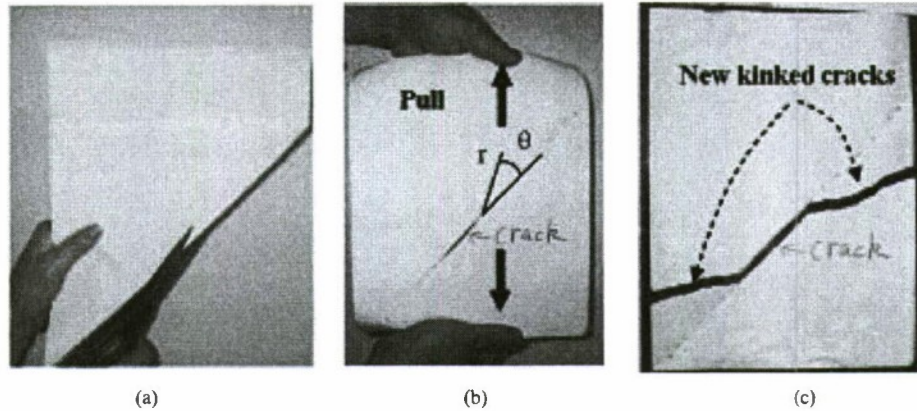 Pull
r
θ
←crack
New kinked cracks
←crack
(a)
(b)
(c)